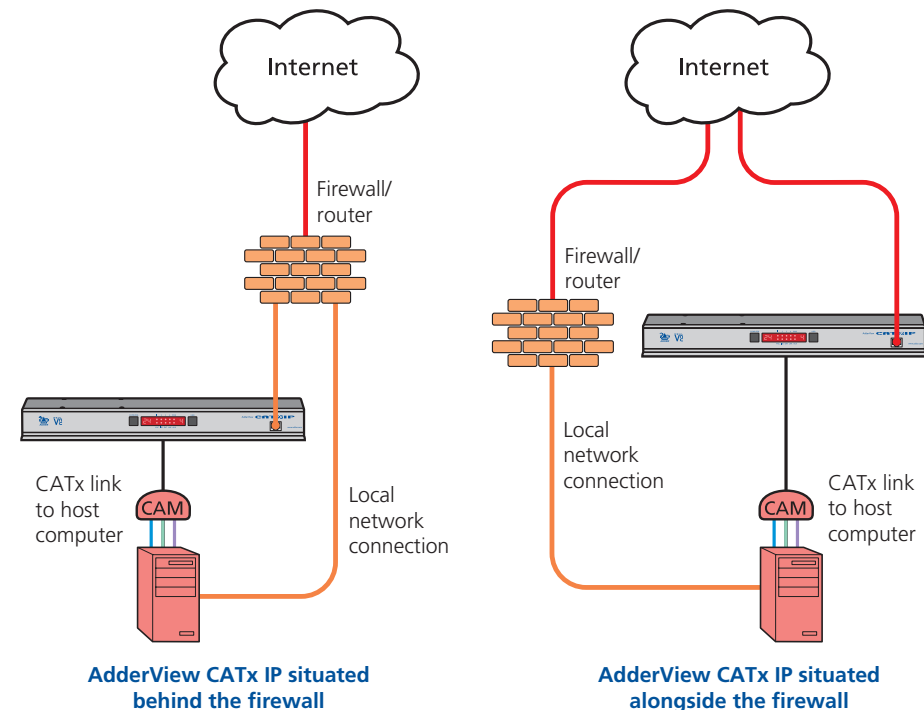 Internet
Firewall/
router
CATx link
to host
computer
CAM
Local
network
connection
AdderView CATx IP situated
behind the firewall
Internet
Firewall/
router
Local
network
connection
CATx link
to host
computer
CAM
AdderView CATx IP situated
alongside the firewall